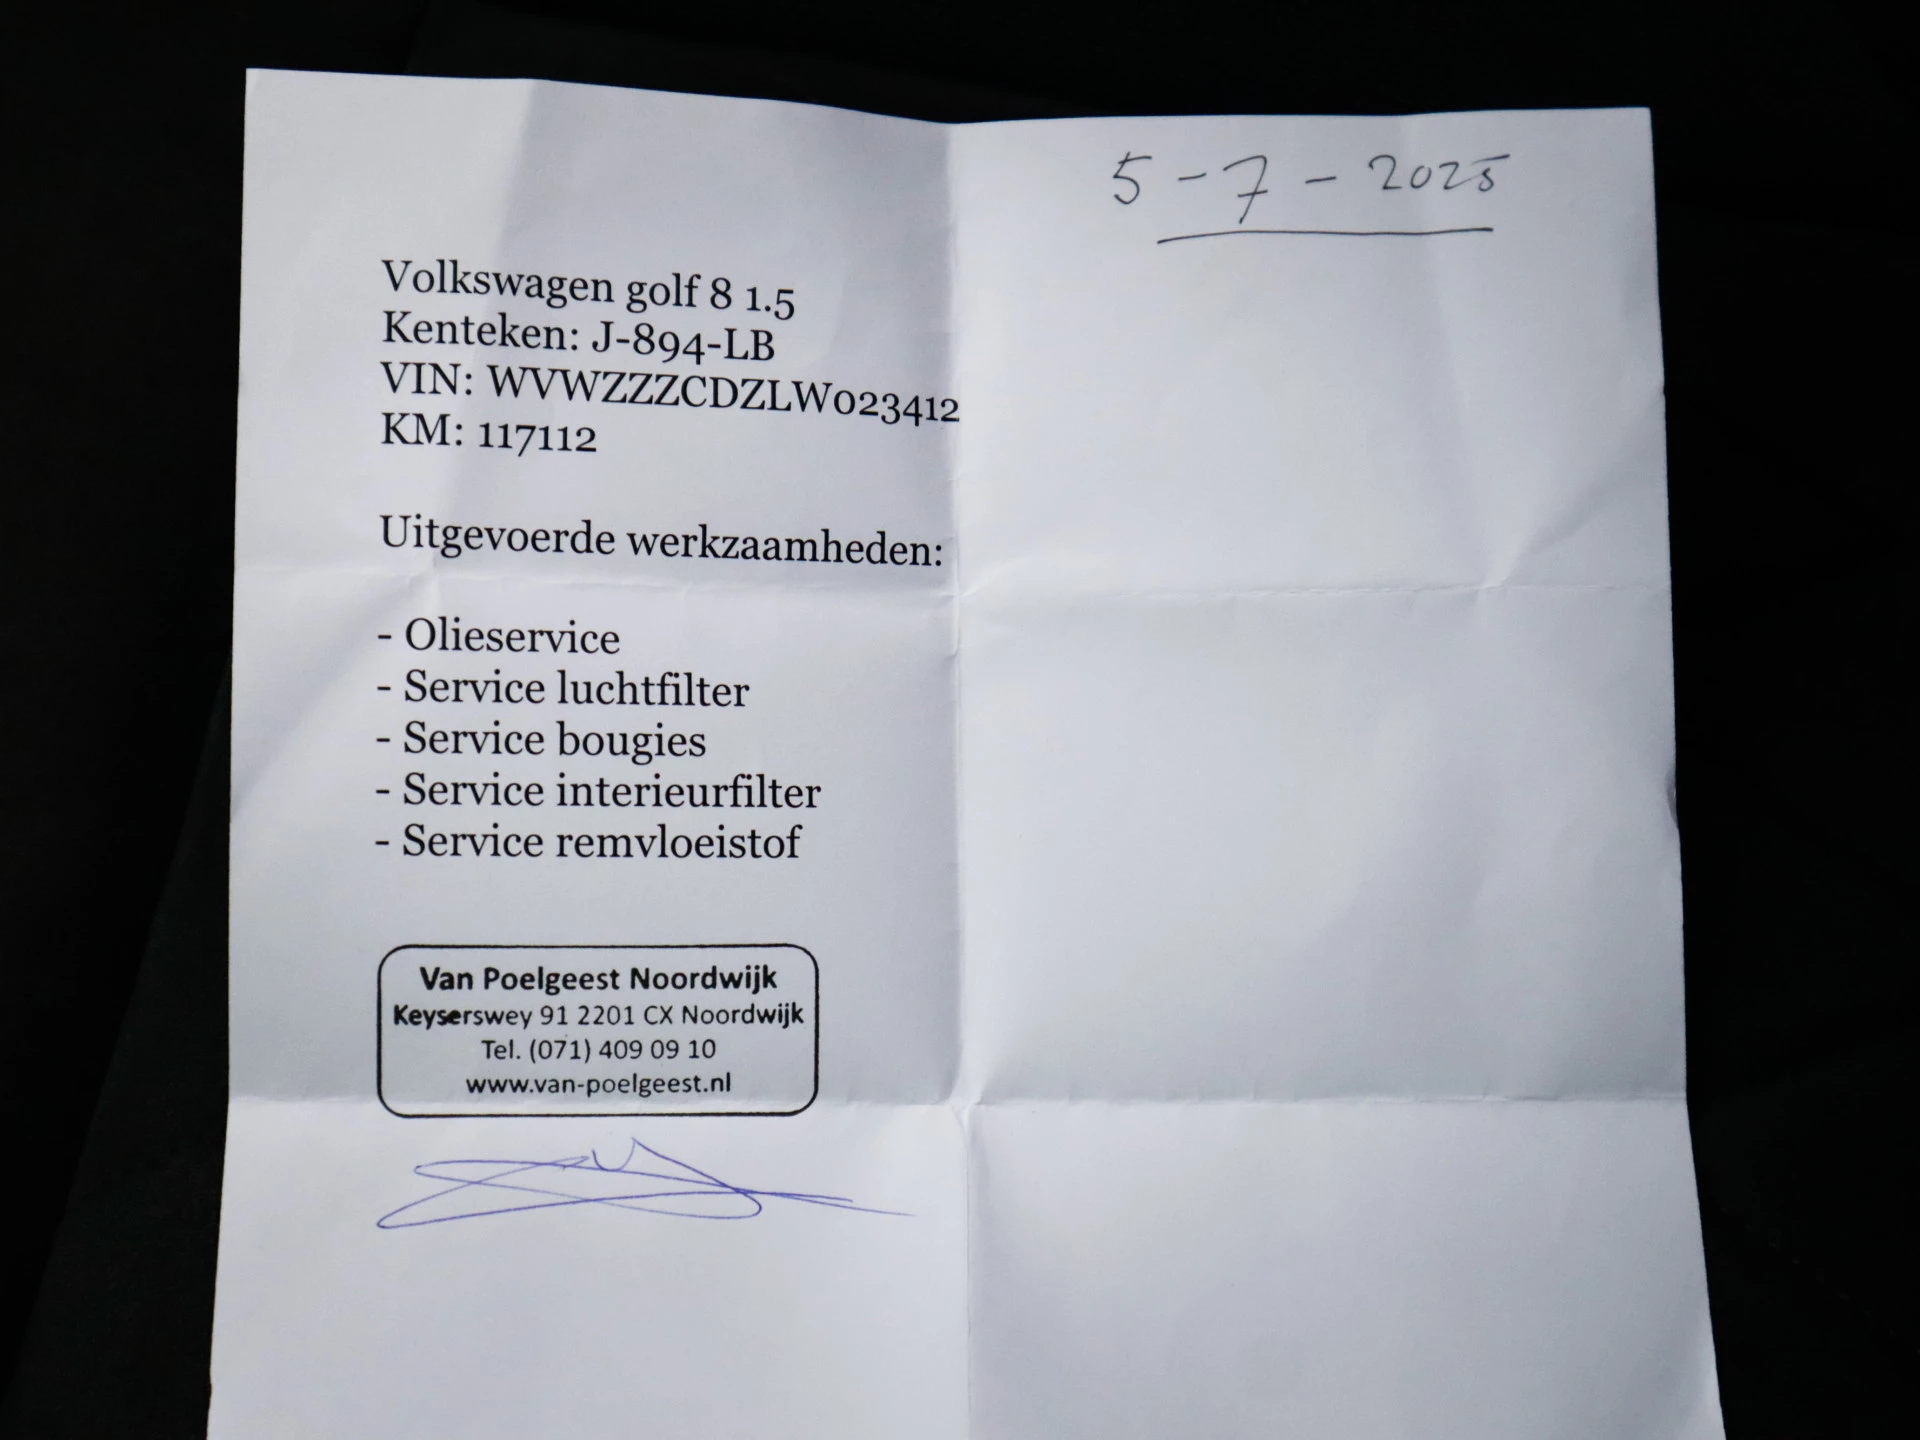 5-7-2025
Volkswagen golf 8 1.5
Kenteken: J-894-LB
VIN: WVWZZZCDZLW023412
KM: 117112
Uitgevoerde werkzaamheden:
- Olieservice
- Service luchtfilter
- Service bougies
- Service interieurfilter
- Service remvloeistof
Van Poelgeest Noordwijk
Keyserswey 91 2201 CX Noordwijk
Tel. (071) 409 09 10
www.van-poelgeest.nl